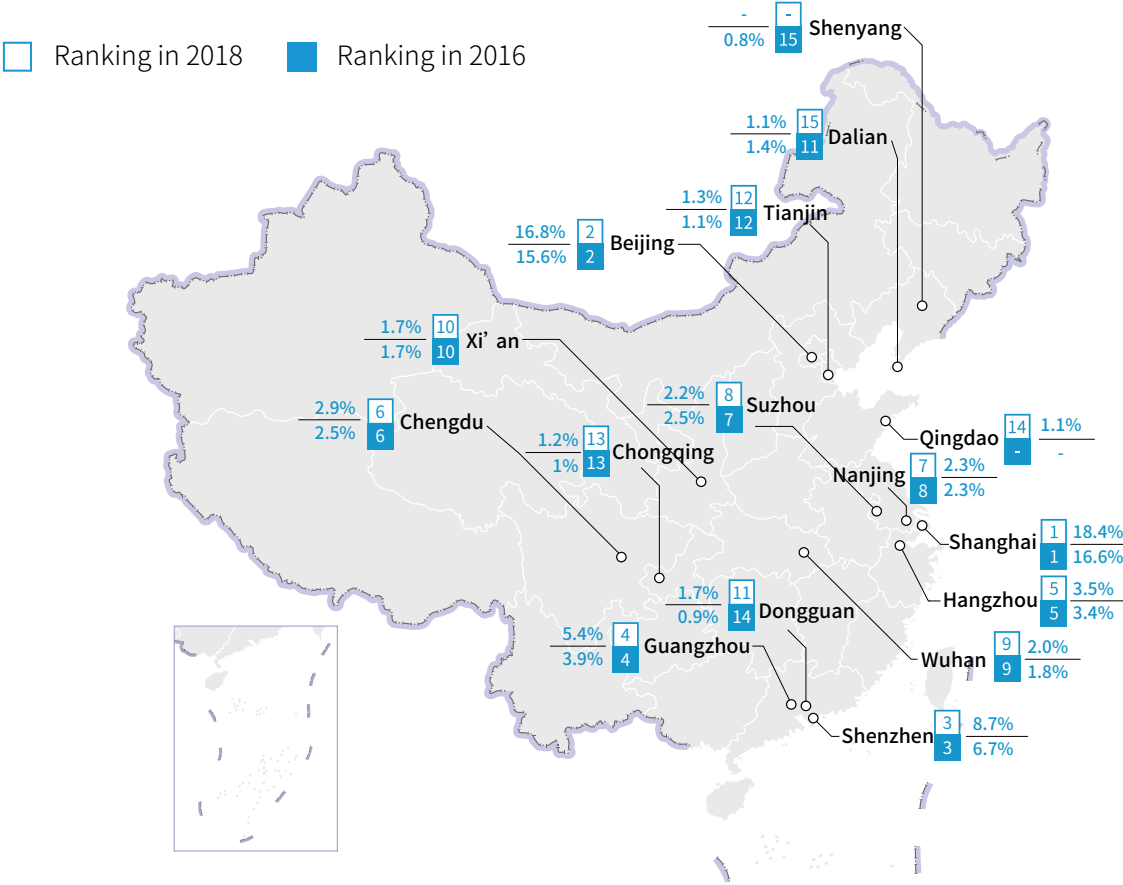 Ranking in 2018
Ranking in 2016
- -
0.8% 15
Shenyang
1.1% 15
1.4% 11
Dalian
1.3% 12
1.1% 12
Tianjin
16.8% 2
15.6% 2
Beijing
1.7% 10
1.7% 10
Xi’ an
2.9% 6
2.5% 6
Chengdu
2.2% 8
2.5% 7
Suzhou
1.2% 13
1% 13
Chongqing
Qingdao
14 1.1%
- -
Nanjing
7 2.3%
8 2.3%
Shanghai
1 18.4%
1 16.6%
Hangzhou
5 3.5%
5 3.4%
1.7% 11
0.9% 14
Dongguan
5.4% 4
3.9% 4
Guangzhou
Wuhan
9 2.0%
9 1.8%
Shenzhen
3 8.7%
3 6.7%